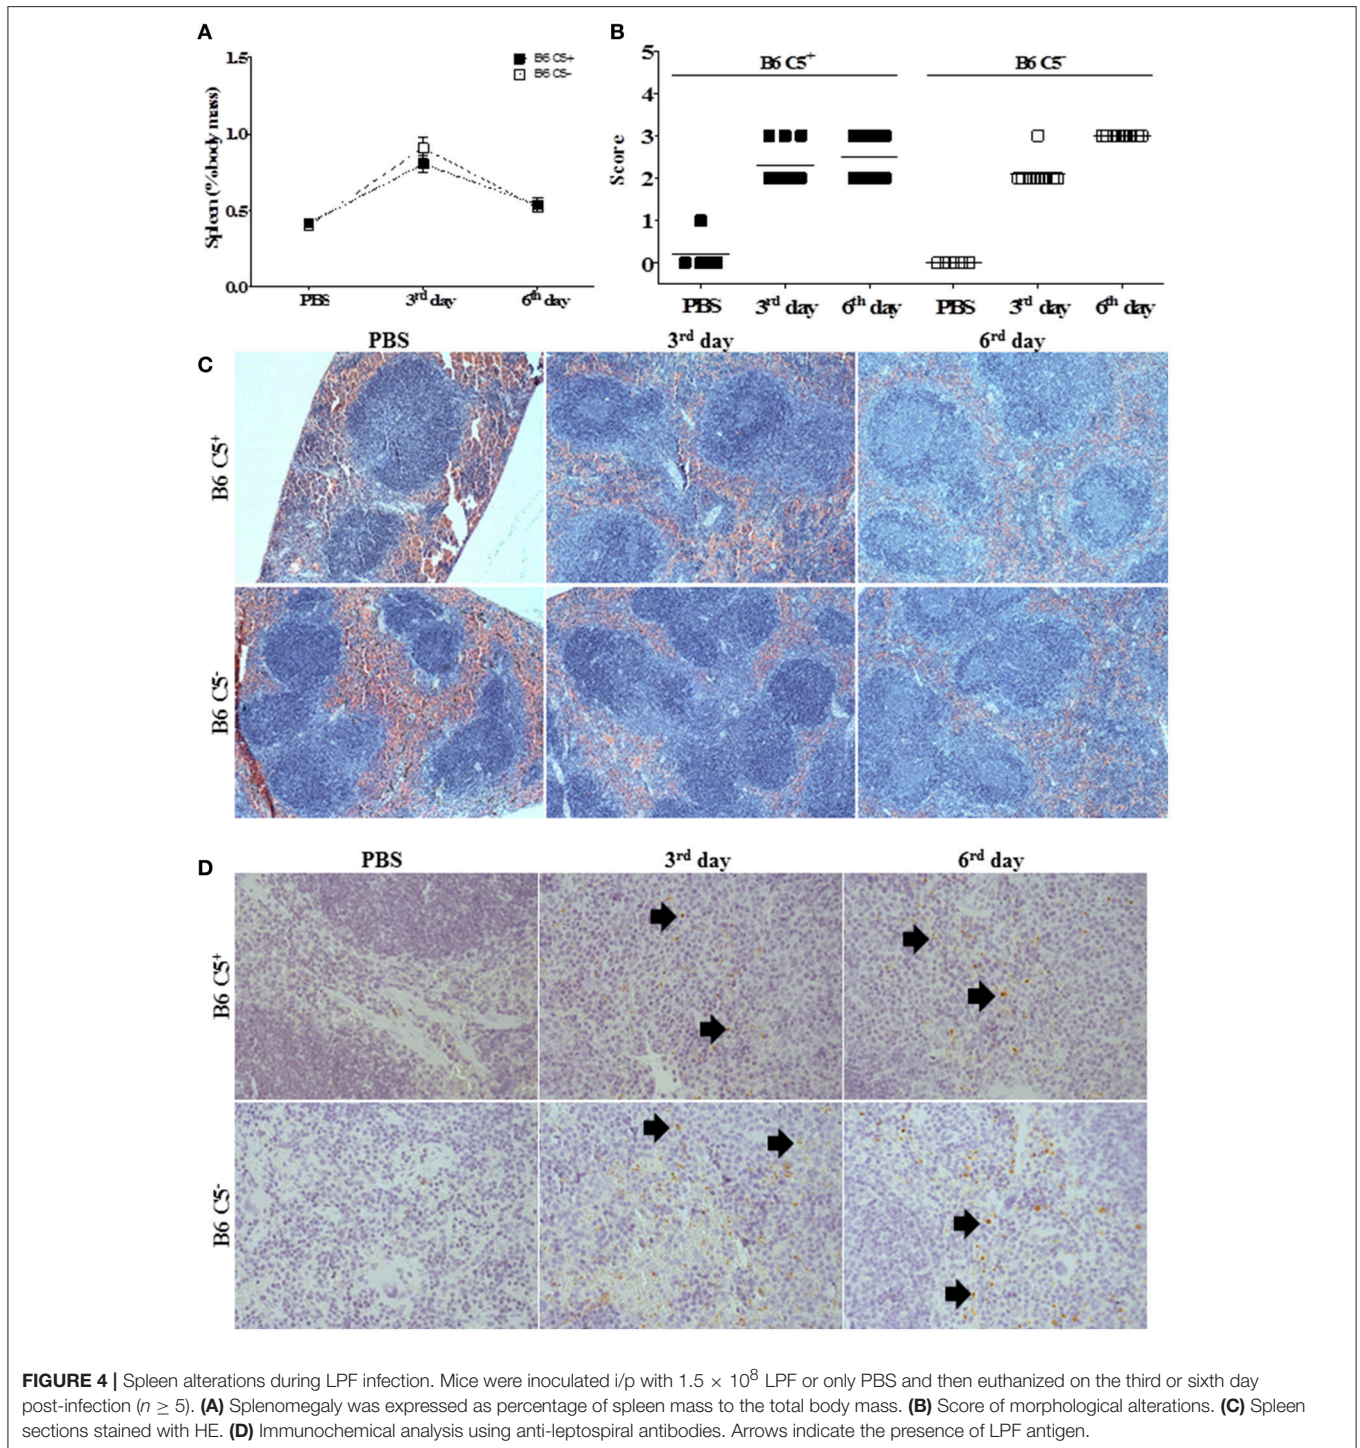 A
1.5
1.0
0.5
0.0
Spleen (% body mass)
PBS
3rd day
6th day
B6 C5+
B6 C5-
B
5
4
3
2
1
0
Score
B6 C5+
B6 C5-
PBS
3rd day
6th day
PBS
3rd day
6th day
C
PBS
3rd day
6rd day
B6 C5+
B6 C5-
D
PBS
3rd day
6rd day
B6 C5+
B6 C5-
FIGURE 4 | Spleen alterations during LPF infection. Mice were inoculated i/p with 1.5 × 10⁸ LPF or only PBS and then euthanized on the third or sixth day
post-infection (n ≥ 5). (A) Splenomegaly was expressed as percentage of spleen mass to the total body mass. (B) Score of morphological alterations. (C) Spleen
sections stained with HE. (D) Immunochemical analysis using anti-leptospiral antibodies. Arrows indicate the presence of LPF antigen.